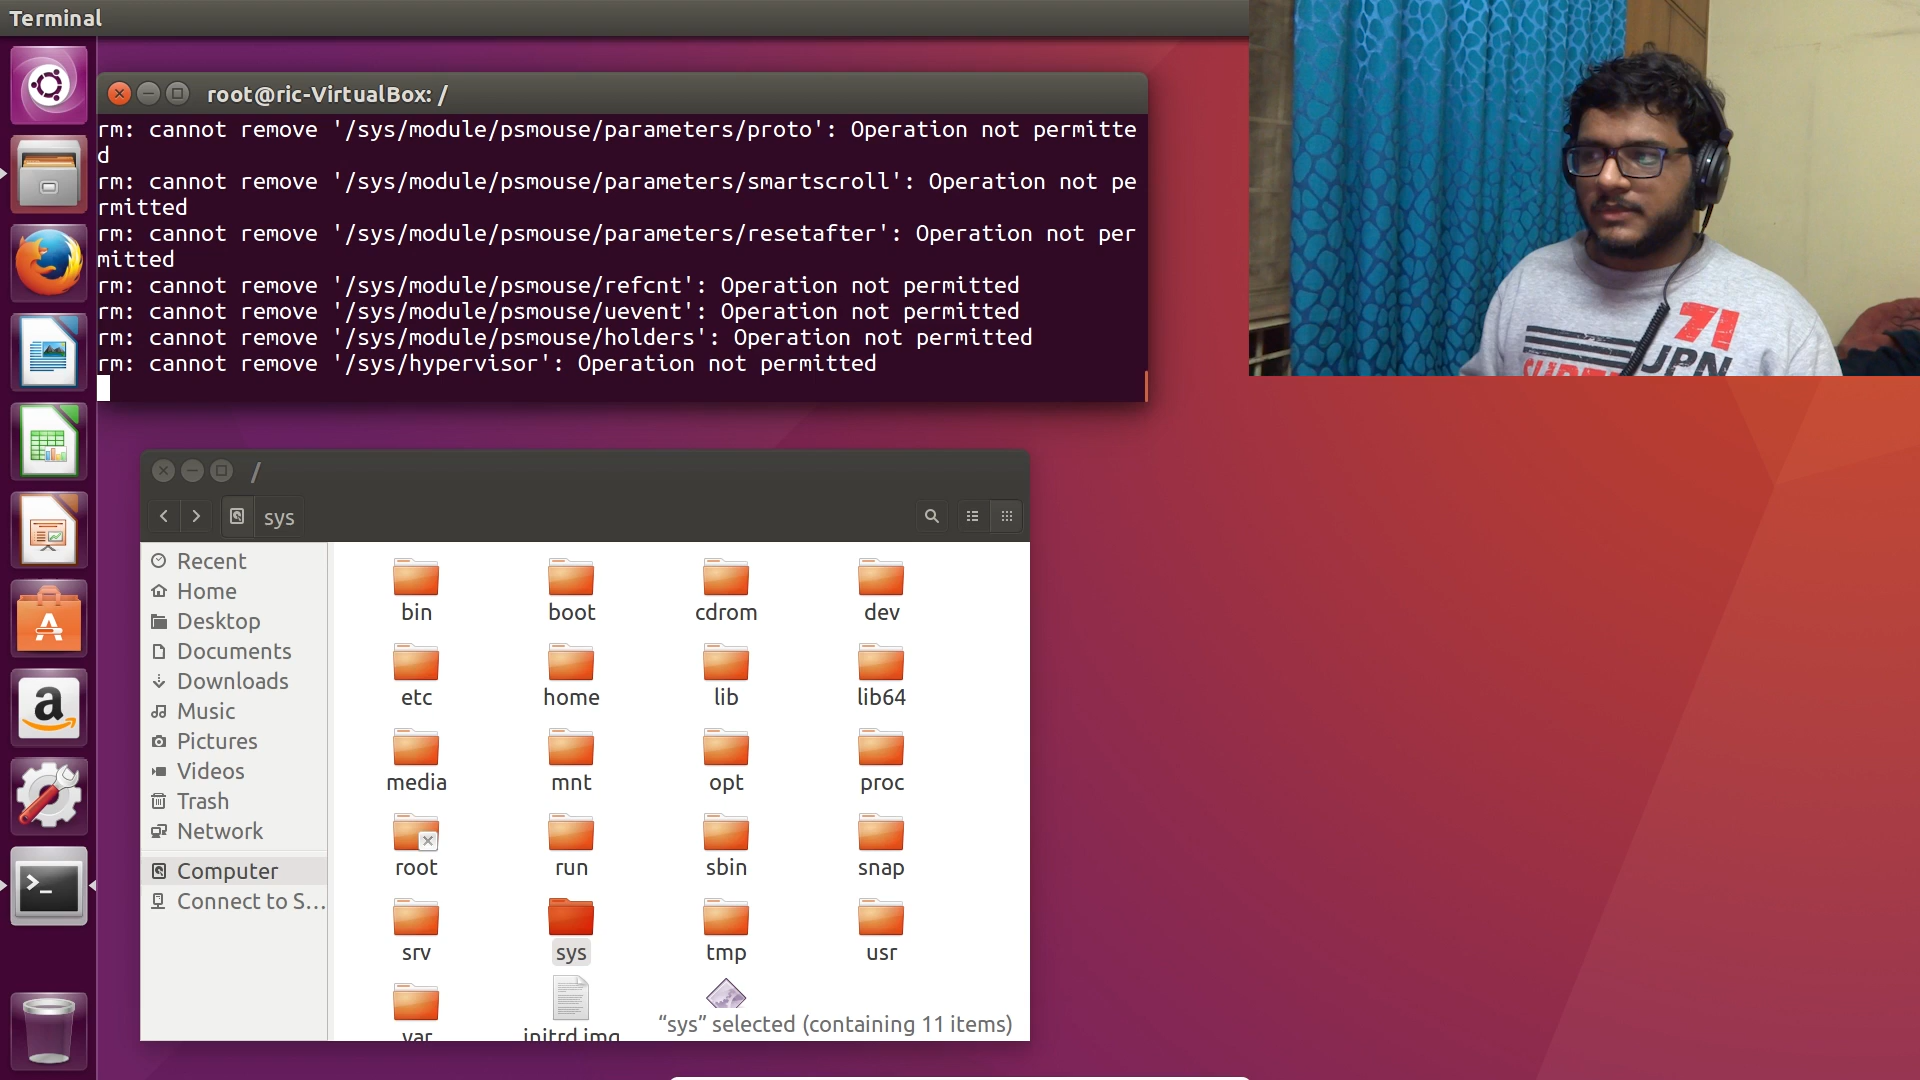 Terminal
root@ric-VirtualBox: /
rm: cannot remove '/sys/module/psmouse/parameters/proto': Operation not permitte
d
rm: cannot remove '/sys/module/psmouse/parameters/smartscroll': Operation not pe
rmitted
rm: cannot remove '/sys/module/psmouse/parameters/resetafter': Operation not per
mitted
rm: cannot remove '/sys/module/psmouse/refcnt': Operation not permitted
rm: cannot remove '/sys/module/psmouse/uevent': Operation not permitted
rm: cannot remove '/sys/module/psmouse/holders': Operation not permitted
rm: cannot remove '/sys/hypervisor': Operation not permitted
71
JPN
/
sys
Recent
Home
Desktop
Documents
Downloads
Music
Pictures
Videos
Trash
Network
Computer
Connect to S...
bin boot cdrom dev
etc home lib lib64
media mnt opt proc
root run sbin snap
srv sys tmp usr
var initrd.img
“sys” selected (containing 11 items)